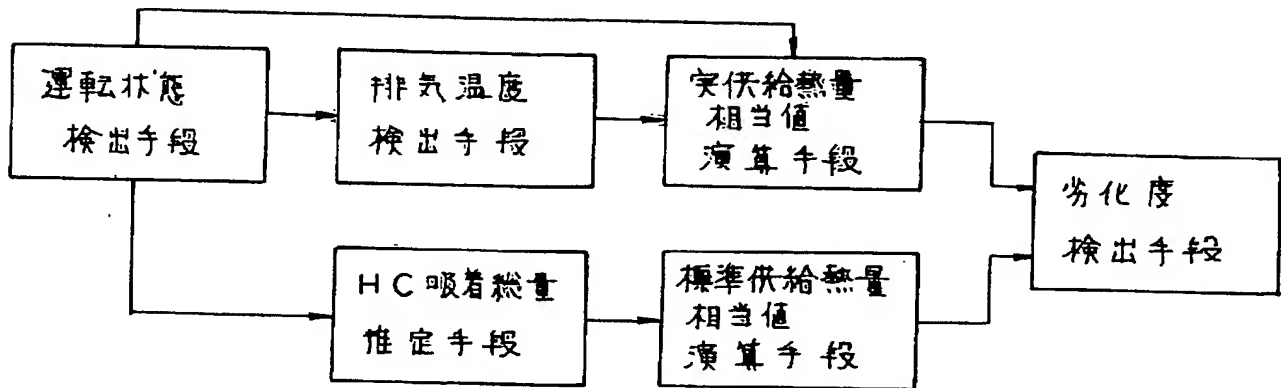 運転状態
検出手段
排気温度
検出手段
実供給熱量
相当値
演算手段
HC吸着総量
推定手段
標準供給熱量
相当値
演算手段
劣化度
検出手段